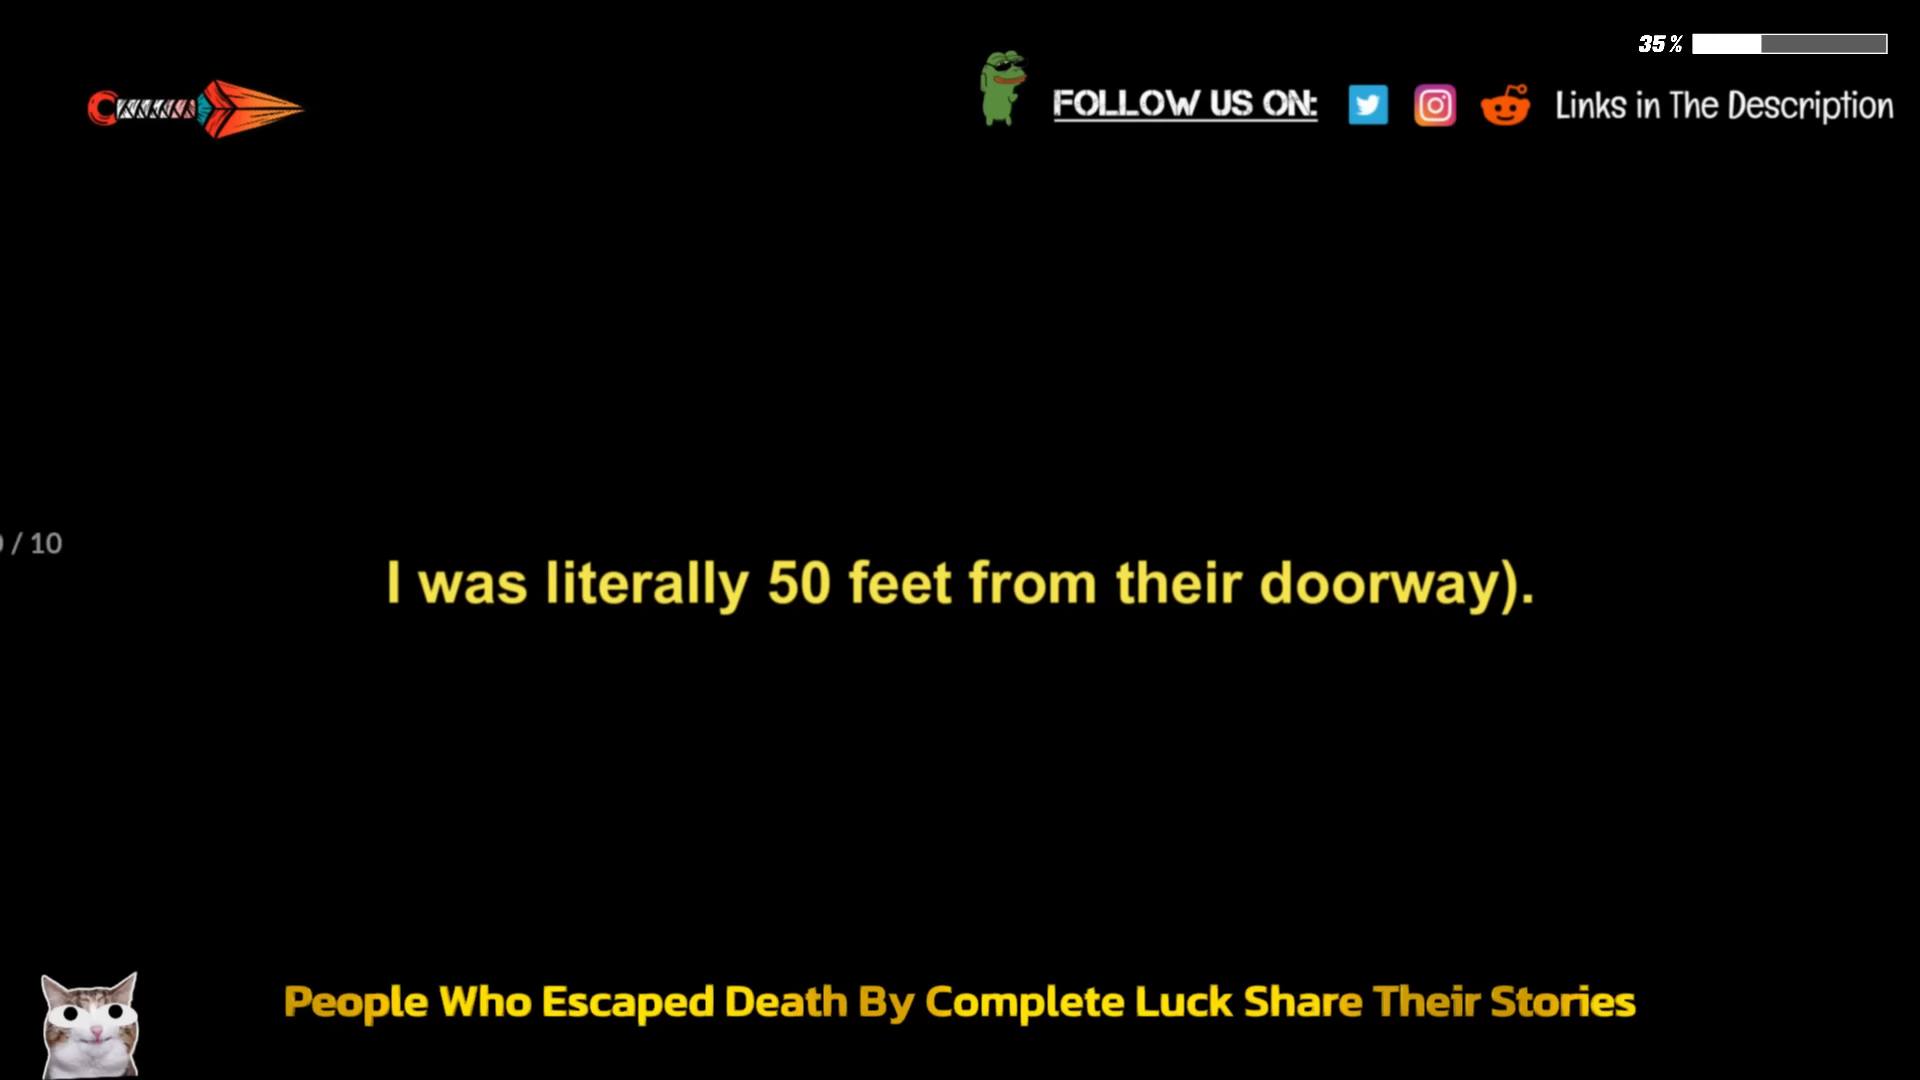 35%
FOLLOW US ON: Links in The Description
/ 10
I was literally 50 feet from their doorway).
People Who Escaped Death By Complete Luck Share Their Stories